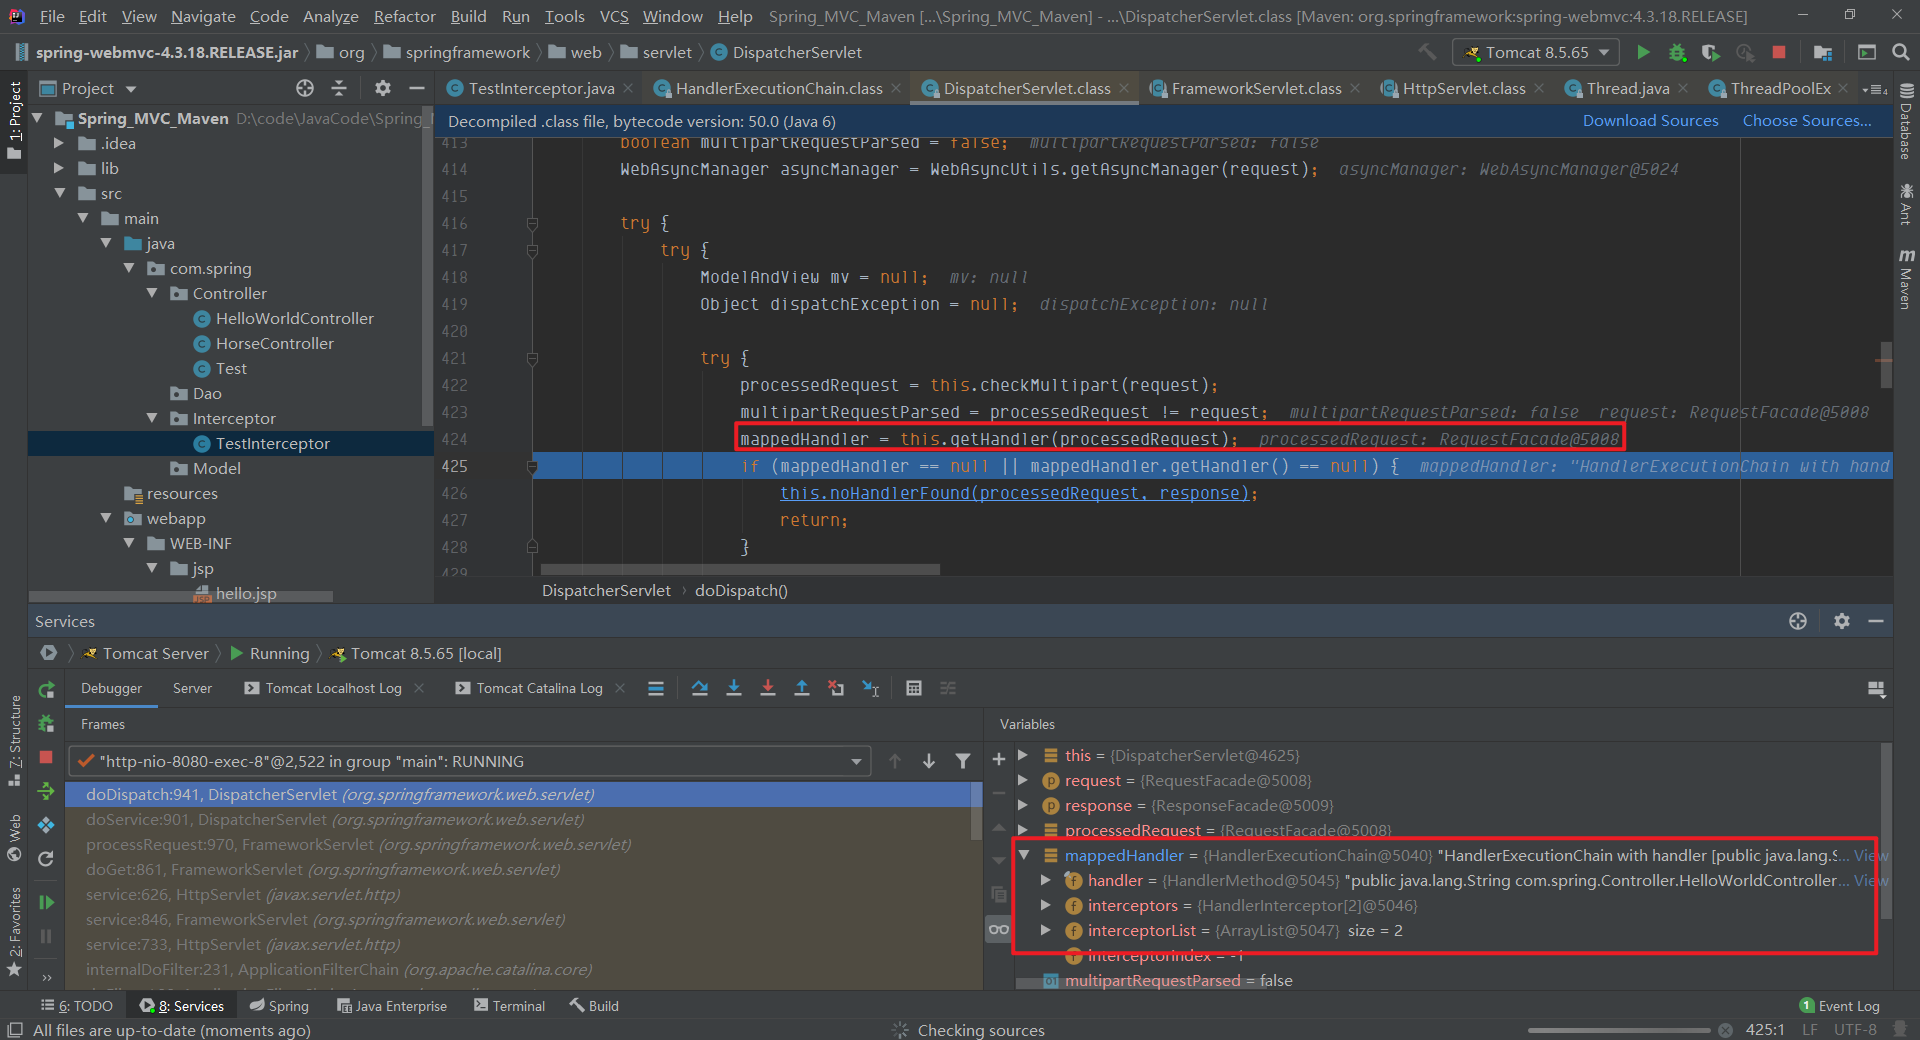 File Edit View Navigate Code Analyze Refactor Build Run Tools VCS Window Help Spring_MVC_Maven [...\Spring_MVC_Maven] - ...\DispatcherServlet.class [Maven: org.springframework:spring-webmvc:4.3.18.RELEASE]
spring-webmvc-4.3.18.RELEASE.jar org springframework web servlet DispatcherServlet Tomcat 8.5.65
Project TestInterceptor.java HandlerExecutionChain.class DispatcherServlet.class FrameworkServlet.class HttpServlet.class Thread.java ThreadPoolEx 4
1: Project
Spring_MVC_Maven D:\code\JavaCode\Spring_
.idea
lib
src
main
java
com.spring
Controller
HelloWorldController
HorseController
Test
Dao
Interceptor
TestInterceptor
Model
resources
webapp
WEB-INF
jsp
hello.jsp
Decompiled .class file, bytecode version: 50.0 (Java 6) Download Sources Choose Sources...
413 boolean multipartRequestParsed = false; multipartRequestParsed: false
414 WebAsyncManager asyncManager = WebAsyncUtils.getAsyncManager(request); asyncManager: WebAsyncManager@5024
415
416 try {
417 try {
418 ModelAndView mv = null; mv: null
419 Object dispatchException = null; dispatchException: null
420
421 try {
422 processedRequest = this.checkMultipart(request);
423 multipartRequestParsed = processedRequest != request; multipartRequestParsed: false request: RequestFacade@5008
424 mappedHandler = this.getHandler(processedRequest); processedRequest: RequestFacade@5008
425 if (mappedHandler == null || mappedHandler.getHandler() == null) { mappedHandler: "HandlerExecutionChain with hand
426 this.noHandlerFound(processedRequest, response);
427 return;
428 }
429
DispatcherServlet doDispatch()
Database
Ant
Maven
Services
Tomcat Server Running Tomcat 8.5.65 [local]
Debugger Server Tomcat Localhost Log Tomcat Catalina Log
Frames
"http-nio-8080-exec-8"@2,522 in group "main": RUNNING
doDispatch:941, DispatcherServlet (org.springframework.web.servlet)
doService:901, DispatcherServlet (org.springframework.web.servlet)
processRequest:970, FrameworkServlet (org.springframework.web.servlet)
doGet:861, FrameworkServlet (org.springframework.web.servlet)
service:626, HttpServlet (javax.servlet.http)
service:846, FrameworkServlet (org.springframework.web.servlet)
service:733, HttpServlet (javax.servlet.http)
internalDoFilter:231, ApplicationFilterChain (org.apache.catalina.core)
Variables
this = {DispatcherServlet@4625}
request = {RequestFacade@5008}
response = {ResponseFacade@5009}
processedRequest = {RequestFacade@5008}
mappedHandler = {HandlerExecutionChain@5040} "HandlerExecutionChain with handler [public java.lang.S... View
handler = {HandlerMethod@5045} "public java.lang.String com.spring.Controller.HelloWorldController... View
interceptors = {HandlerInterceptor[2]@5046}
interceptorList = {ArrayList@5047} size = 2
interceptorIndex = -1
multipartRequestParsed = false
7: Structure
Web
2: Favorites
6: TODO 8: Services Spring Java Enterprise Terminal Build 1 Event Log
All files are up-to-date (moments ago) Checking sources 425:1 LF UTF-8